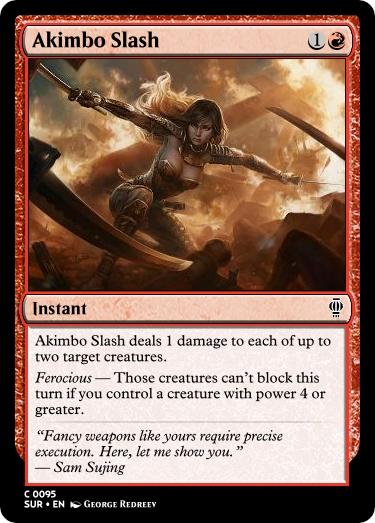 Akimbo Slash 1
Instant
Akimbo Slash deals 1 damage to each of up to
two target creatures.
Ferocious — Those creatures can't block this
turn if you control a creature with power 4 or
greater.
"Fancy weapons like yours require precise
execution. Here, let me show you."
— Sam Sujing
C 0095
SUR • EN George Redreev